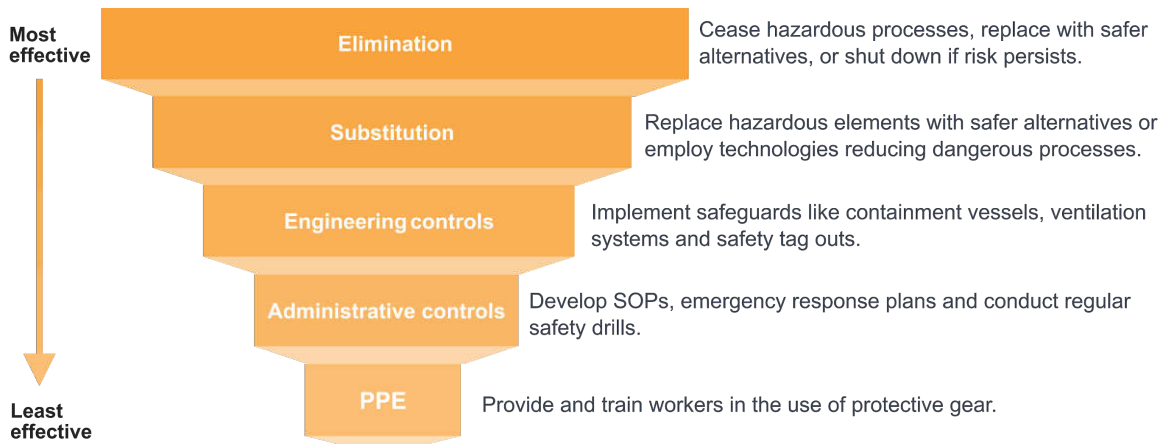 Most
effective
Elimination
Cease hazardous processes, replace with safer
alternatives, or shut down if risk persists.
Substitution
Replace hazardous elements with safer alternatives or
employ technologies reducing dangerous processes.
Engineering controls
Implement safeguards like containment vessels, ventilation
systems and safety tag outs.
Administrative controls
Develop SOPs, emergency response plans and conduct regular
safety drills.
PPE
Provide and train workers in the use of protective gear.
Least
effective